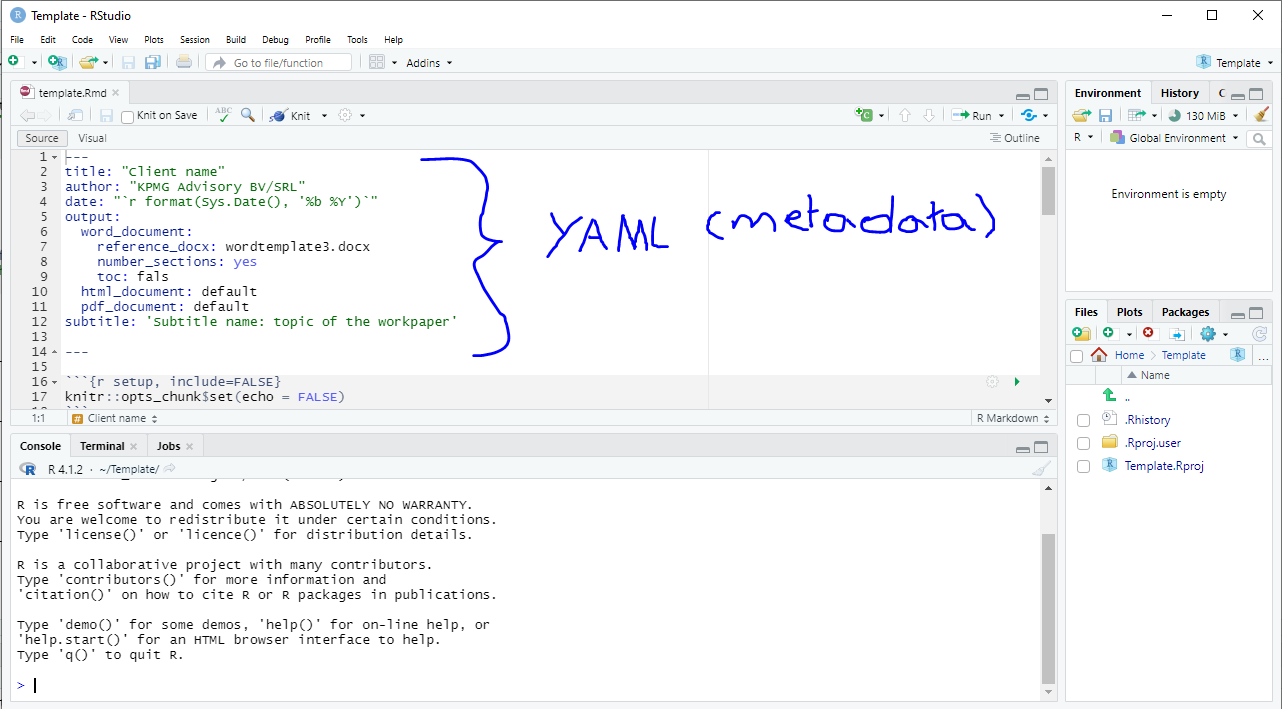 Template - RStudio
File Edit Code View Plots Session Build Debug Profile Tools Help
Go to file/function Addins Template
template.Rmd
Knit on Save ABC Knit Run
Source Visual Outline
1 ---
2 title: "Client name"
3 author: "KPMG Advisory BV/SRL"
4 date: "`r format(Sys.Date(), '%b %Y')`"
5 output:
6 word_document:
7 reference_docx: wordtemplate3.docx
8 number_sections: yes
9 toc: fals
10 html_document: default
11 pdf_document: default
12 subtitle: 'Subtitle name: topic of the workpaper'
13
14 ---
15
16 ```{r setup, include=FALSE}
17 knitr::opts_chunk$set(echo = FALSE)
YAML (metadata)
1:1 # Client name R Markdown
Console Terminal Jobs
R 4.1.2 · ~/Template/
R is free software and comes with ABSOLUTELY NO WARRANTY.
You are welcome to redistribute it under certain conditions.
Type 'license()' or 'licence()' for distribution details.
R is a collaborative project with many contributors.
Type 'contributors()' for more information and
'citation()' on how to cite R or R packages in publications.
Type 'demo()' for some demos, 'help()' for on-line help, or
'help.start()' for an HTML browser interface to help.
Type 'q()' to quit R.
>
Environment History C
130 MiB
R Global Environment
Environment is empty
Files Plots Packages
Home Template ...
Name
..
.Rhistory
.Rproj.user
Template.Rproj